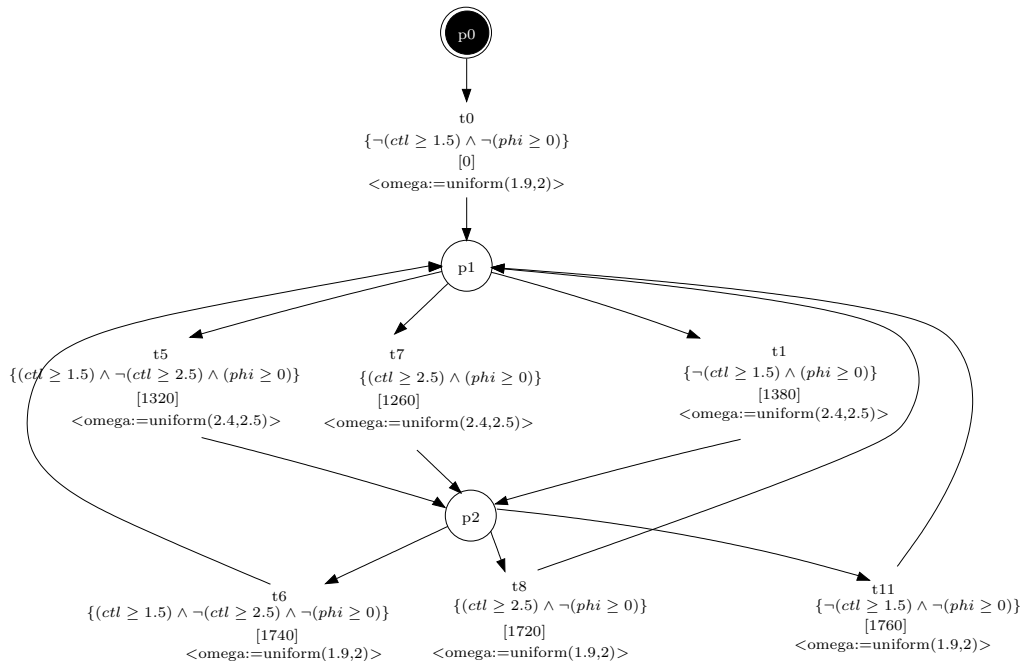 p0
t0
{¬(ctl ≥ 1.5) ∧ ¬(phi ≥ 0)}
[0]
<omega:=uniform(1.9,2)>
p1
t5
{(ctl ≥ 1.5) ∧ ¬(ctl ≥ 2.5) ∧ (phi ≥ 0)}
[1320]
<omega:=uniform(2.4,2.5)>
t7
{(ctl ≥ 2.5) ∧ (phi ≥ 0)}
[1260]
<omega:=uniform(2.4,2.5)>
t1
{¬(ctl ≥ 1.5) ∧ (phi ≥ 0)}
[1380]
<omega:=uniform(2.4,2.5)>
p2
t6
{(ctl ≥ 1.5) ∧ ¬(ctl ≥ 2.5) ∧ ¬(phi ≥ 0)}
[1740]
<omega:=uniform(1.9,2)>
t8
{(ctl ≥ 2.5) ∧ ¬(phi ≥ 0)}
[1720]
<omega:=uniform(1.9,2)>
t11
{¬(ctl ≥ 1.5) ∧ ¬(phi ≥ 0)}
[1760]
<omega:=uniform(1.9,2)>